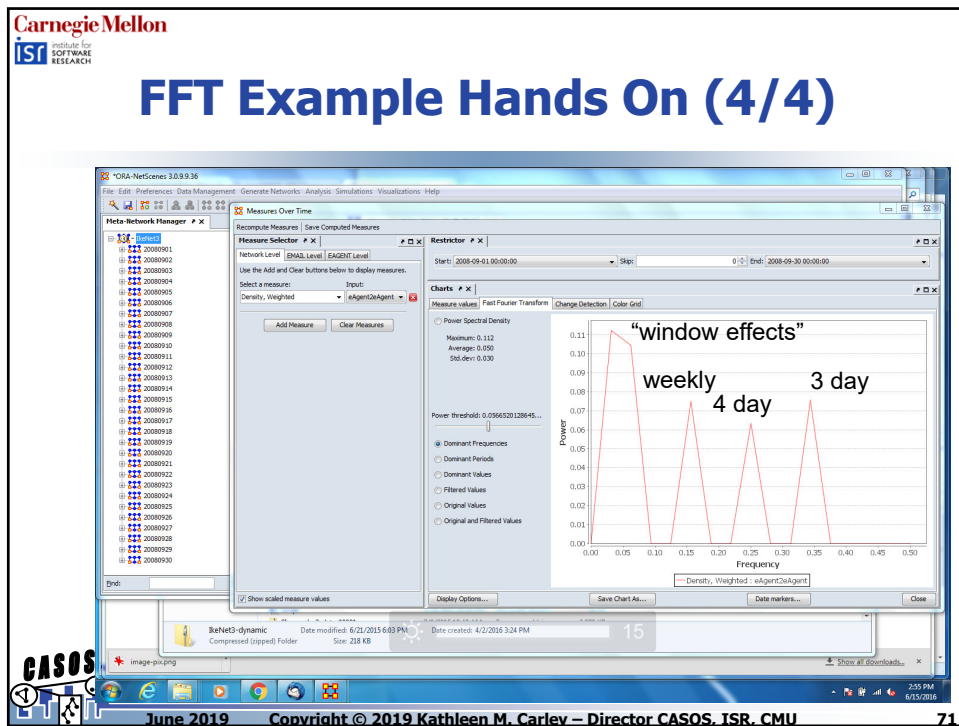 Carnegie Mellon
isr institute for
SOFTWARE
RESEARCH
FFT Example Hands On (4/4)
*ORA-NetScenes 3.0.9.9.36
File Edit Preferences Data Management Generate Networks Analysis Simulations Visualizations Help
Meta-Network Manager
IkeNet3
20080901
20080902
20080903
20080904
20080905
20080906
20080907
20080908
20080909
20080910
20080911
20080912
20080913
20080914
20080915
20080916
20080917
20080918
20080919
20080920
20080921
20080922
20080923
20080924
20080925
20080926
20080927
20080928
20080929
20080930
Find:
Measures Over Time
Recompute Measures Save Computed Measures
Measure Selector
Network Level EMAIL Level EAGENT Level
Use the Add and Clear buttons below to display measures.
Select a measure: Input:
Density, Weighted eAgent2eAgent
Add Measure Clear Measures
Show scaled measure values
Restrictor
Start: 2008-09-01 00:00:00 Skip: 0 End: 2008-09-30 00:00:00
Charts
Measure values Fast Fourier Transform Change Detection Color Grid
Power Spectral Density
Maximum: 0.112
Average: 0.050
Std.dev: 0.030
Power threshold: 0.0566520128645...
Dominant Frequencies
Dominant Periods
Dominant Values
Filtered Values
Original Values
Original and Filtered Values
"window effects"
weekly
4 day
3 day
0.11
0.10
0.09
0.08
0.07
0.06
0.05
0.04
0.03
0.02
0.01
0.00
Power
0.00 0.05 0.10 0.15 0.20 0.25 0.30 0.35 0.40 0.45 0.50
Frequency
Density, Weighted : eAgent2eAgent
Display Options... Save Chart As... Date markers... Close
IkeNet3-dynamic Date modified: 6/21/2015 6:03 PM Date created: 4/2/2016 3:24 PM
Compressed (zipped) Folder Size: 218 KB
15
image-pix.png
Show all downloads...
2:55 PM
6/15/2016
CASOS
June 2019 Copyright © 2019 Kathleen M. Carley – Director CASOS, ISR, CMU 71